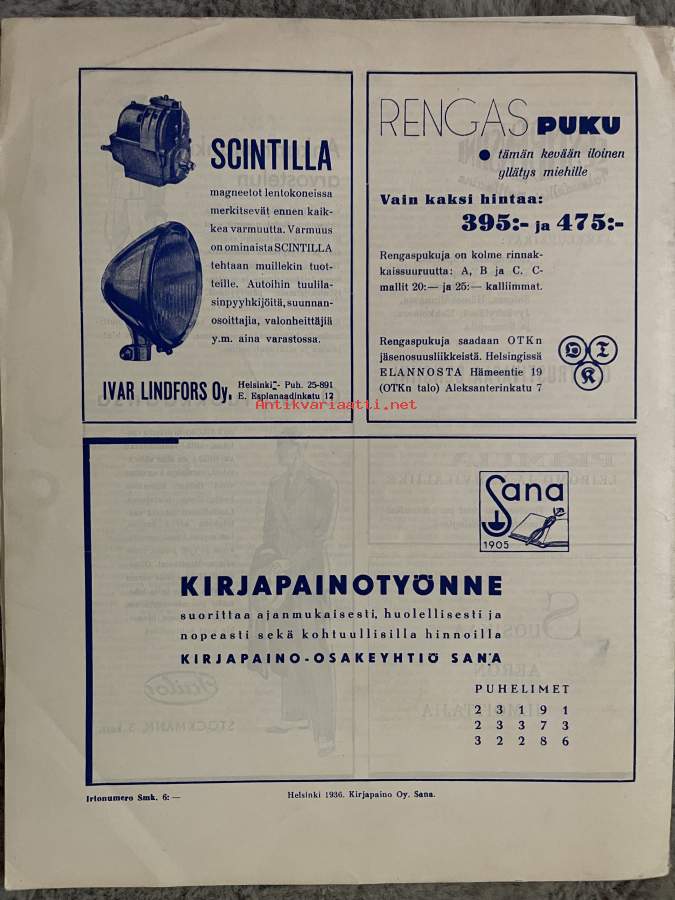 SCINTILLA
magneetot lentokoneissa
merkitsevät ennen kaik-
kea varmuutta. Varmuus
on ominaista SCINTILLA
tehtaan muillekin tuot-
teille. Autoihin tuulila-
sinpyyhkijöitä, suunnan-
osoittajia, valonheittäjiä
y.m. aina varastossa.
IVAR LINDFORS Oy.
Helsinki - Puh. 25-891
E. Esplanaadinkatu 12
RENGAS PUKU
● tämän kevään iloinen
yllätys miehille
Vain kaksi hintaa:
395:- ja 475:-
Rengaspukuja on kolme rinnak-
kaissuuruutta: A, B ja C. C-
mallit 20:— ja 25:— kalliimmat.
Rengaspukuja saadaan OTKn
jäsenosuusliikkeistä. Helsingissä
ELANNOSTA Hämeentie 19
(OTKn talo) Aleksanterinkatu 7
O T
K
Antikvariaatti.net
Sana
1905
KIRJAPAINOTYÖNNE
suorittaa ajanmukaisesti, huolellisesti ja
nopeasti sekä kohtuullisilla hinnoilla
KIRJAPAINO-OSAKEYHTIÖ SANA
PUHELIMET
2 3 1 9 1
2 3 3 7 3
3 2 2 8 6
Irtonumero Smk. 6: —
Helsinki 1936. Kirjapaino Oy. Sana.